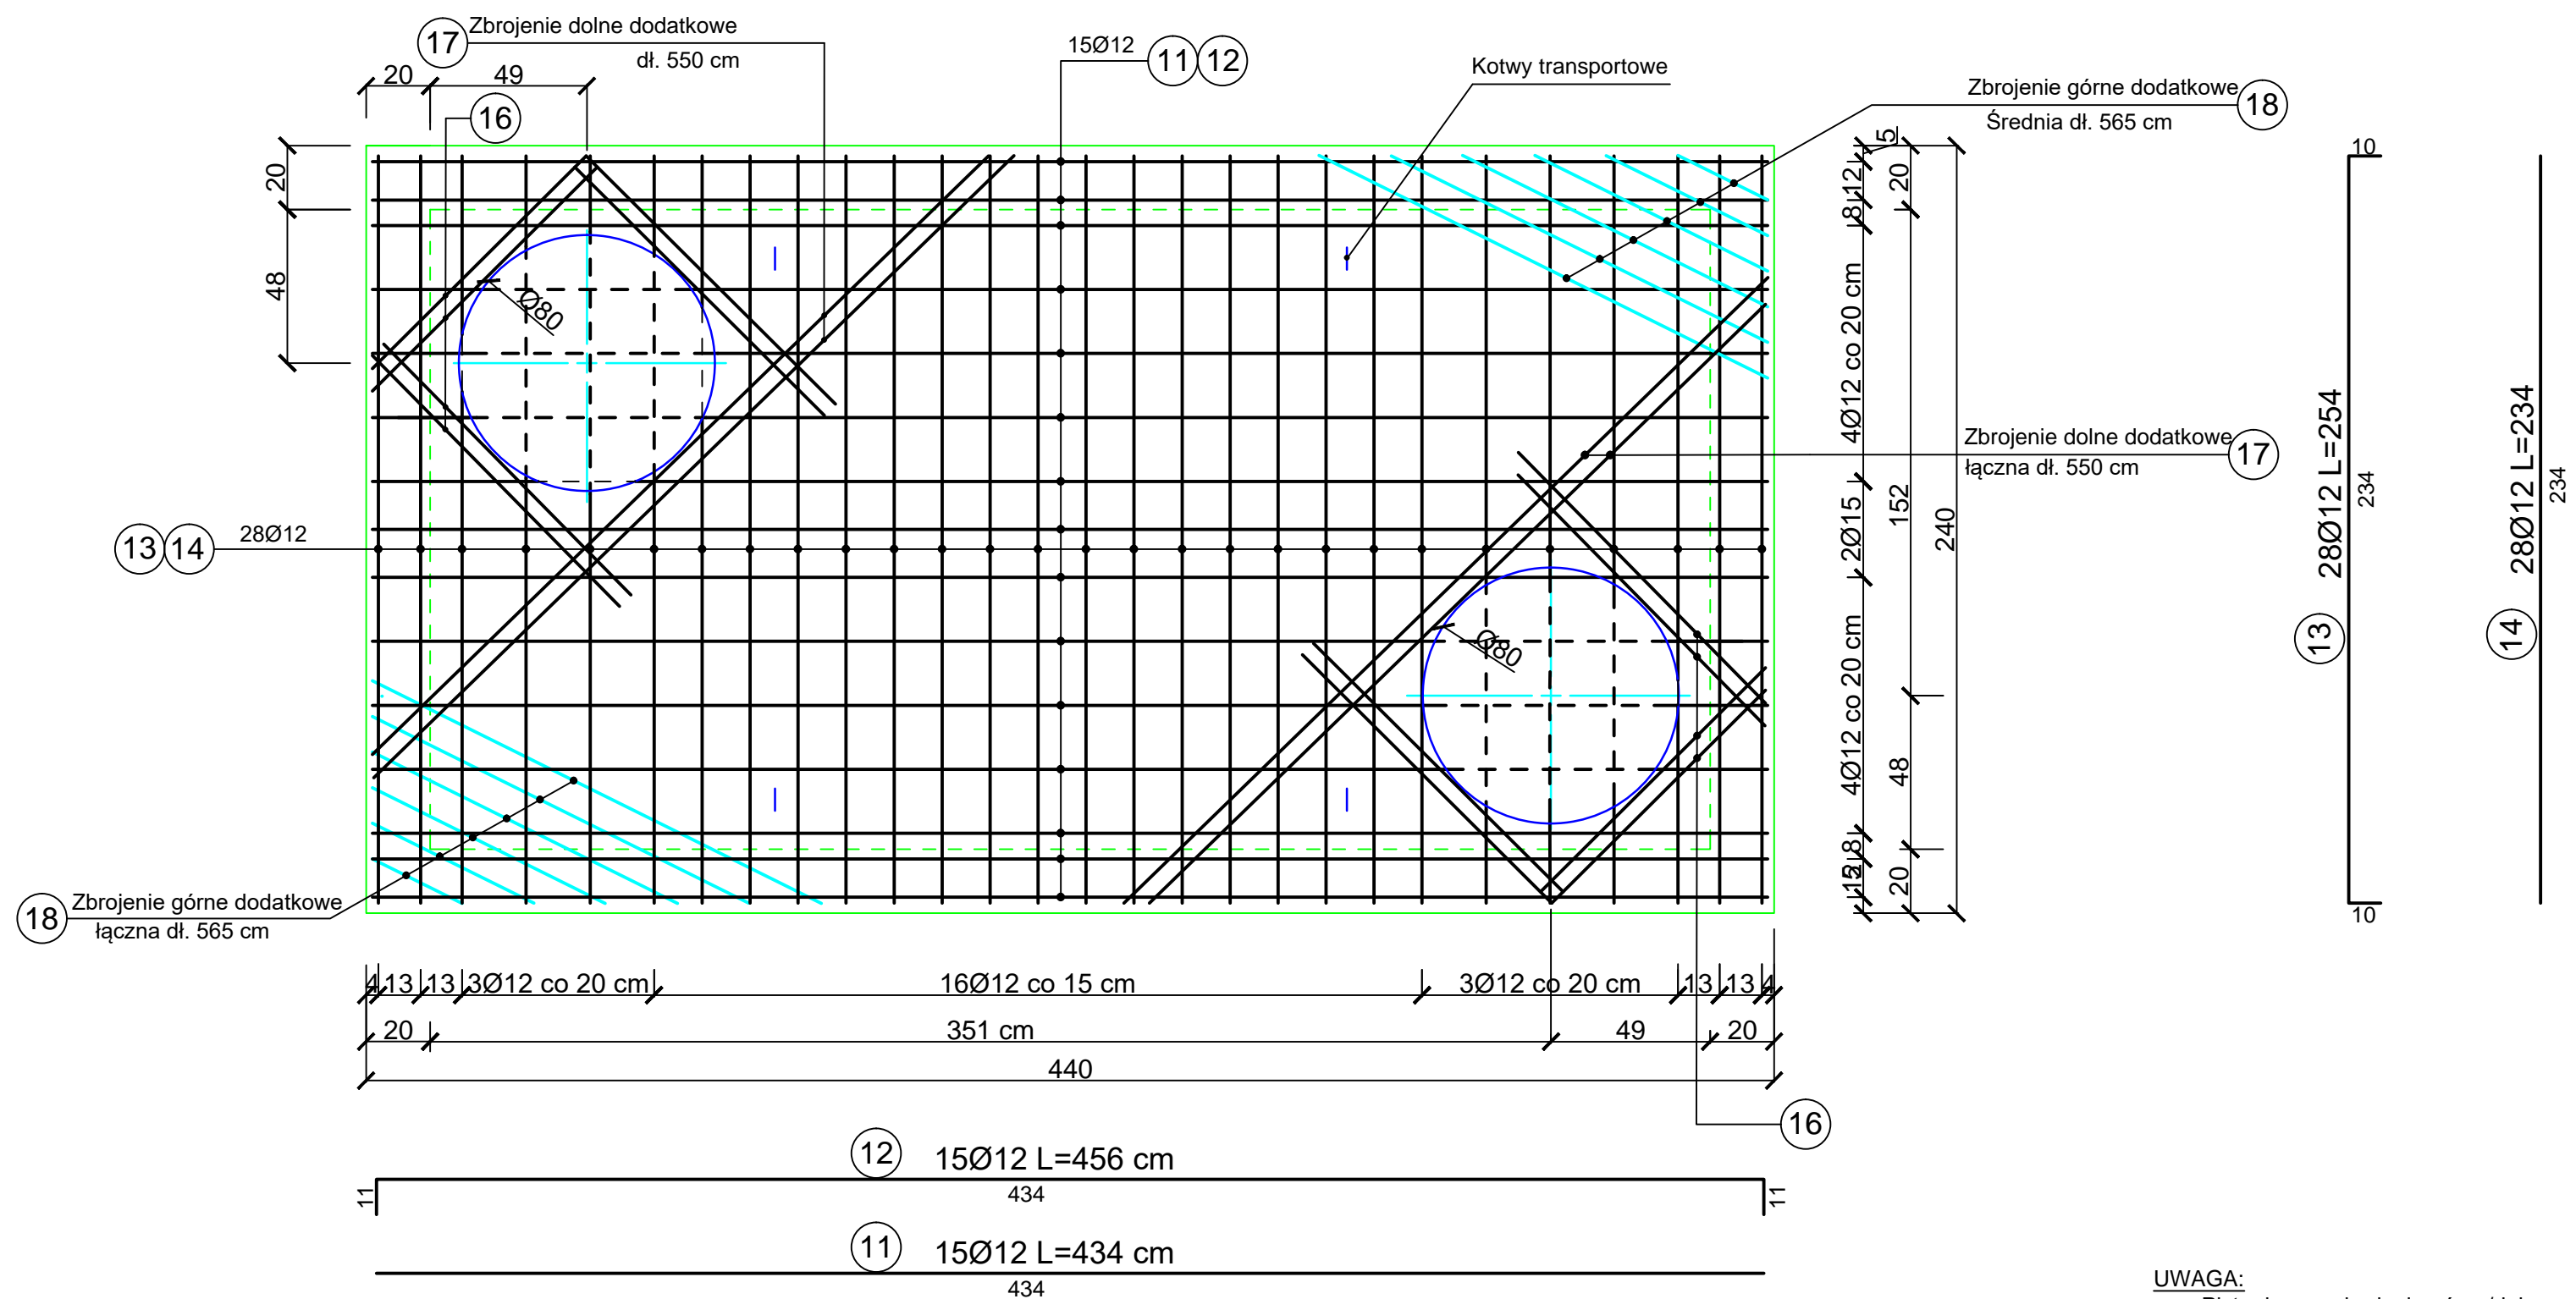 17 Zbrojenie dolne dodatkowe
dł. 550 cm
15Ø12 11 12
Kotwy transportowe
Zbrojenie górne dodatkowe 18
Średnia dł. 565 cm
20 49
16
20
48
Ø80
13 14 28Ø12
5
12
8
4Ø12 co 20 cm
2Ø15
4Ø12 co 20 cm
8
12
5
20
152
48
20
240
Zbrojenie dolne dodatkowe 17
łączna dł. 550 cm
Ø80
10
13 28Ø12 L=254
234
10
14 28Ø12 L=234
234
18 Zbrojenie górne dodatkowe
łączna dł. 565 cm
4 13 13 3Ø12 co 20 cm 16Ø12 co 15 cm 3Ø12 co 20 cm 13 13 4
20 351 cm 49 20
440
16
12 15Ø12 L=456 cm
11 434 11
11 15Ø12 L=434 cm
434
UWAGA: